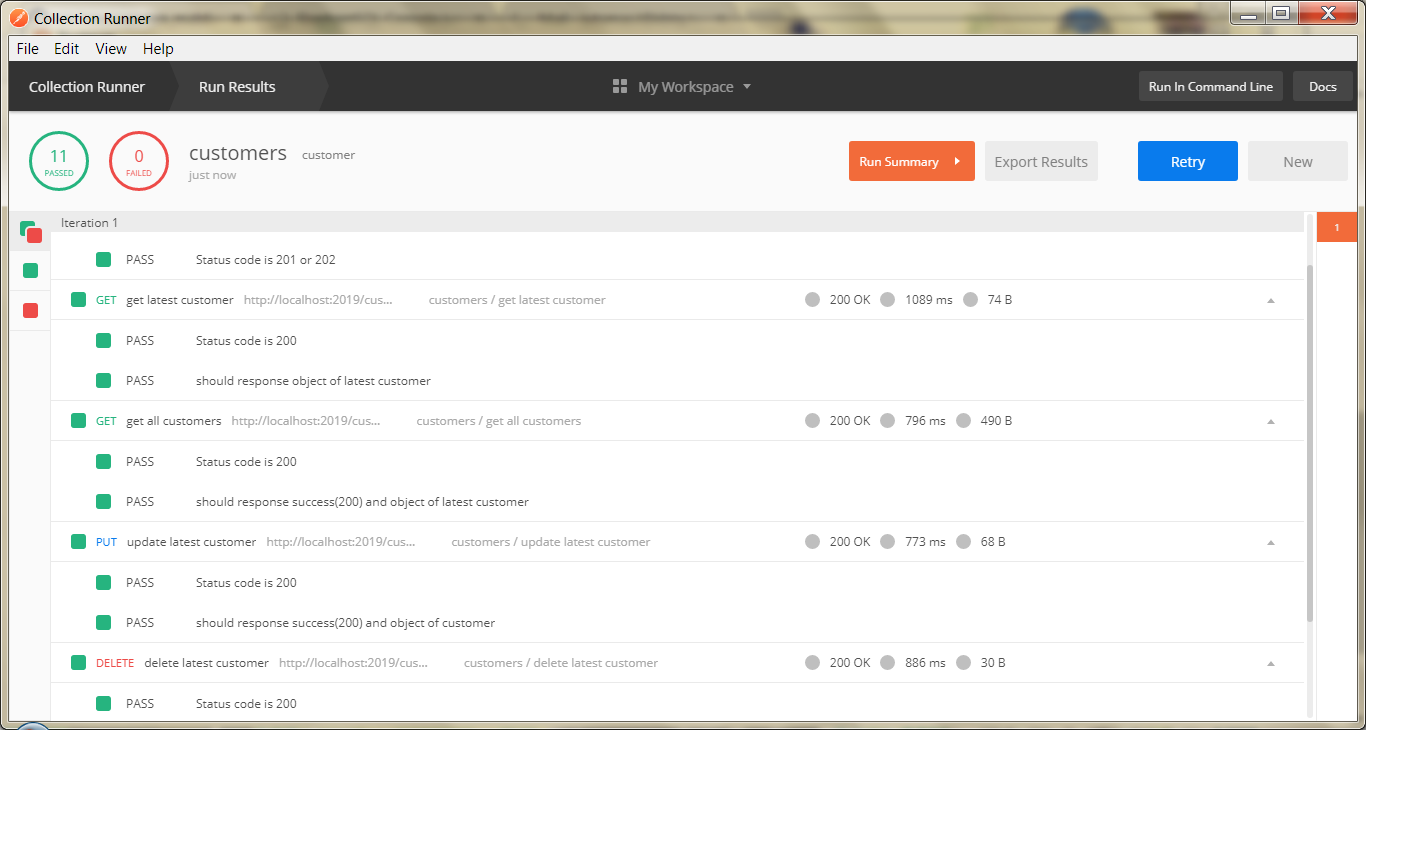 Collection Runner
File Edit View Help
Collection Runner Run Results My Workspace Run In Command Line Docs
11 PASSED 0 FAILED customers customer just now Run Summary Export Results Retry New
Iteration 1 1
PASS Status code is 201 or 202
GET get latest customer http://localhost:2019/cus... customers / get latest customer 200 OK 1089 ms 74 B
PASS Status code is 200
PASS should response object of latest customer
GET get all customers http://localhost:2019/cus... customers / get all customers 200 OK 796 ms 490 B
PASS Status code is 200
PASS should response success(200) and object of latest customer
PUT update latest customer http://localhost:2019/cus... customers / update latest customer 200 OK 773 ms 68 B
PASS Status code is 200
PASS should response success(200) and object of customer
DELETE delete latest customer http://localhost:2019/cus... customers / delete latest customer 200 OK 886 ms 30 B
PASS Status code is 200